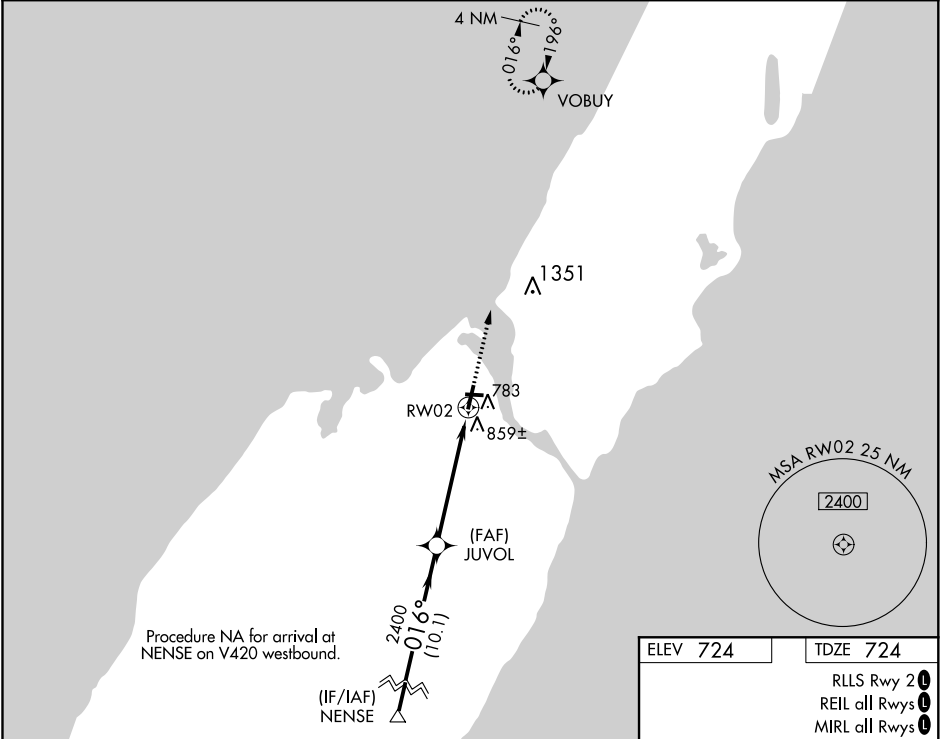 4 NM
016°
196°
VOBUY
1351
783
RW02
859±
MSA RW02 25 NM
2400
(FAF)
JUVOL
2400
016°
(10.1)
Procedure NA for arrival at
NENSE on V420 westbound.
(IF/IAF)
NENSE
ELEV 724
TDZE 724
RLLS Rwy 2 L
REIL all Rwys L
MIRL all Rwys L